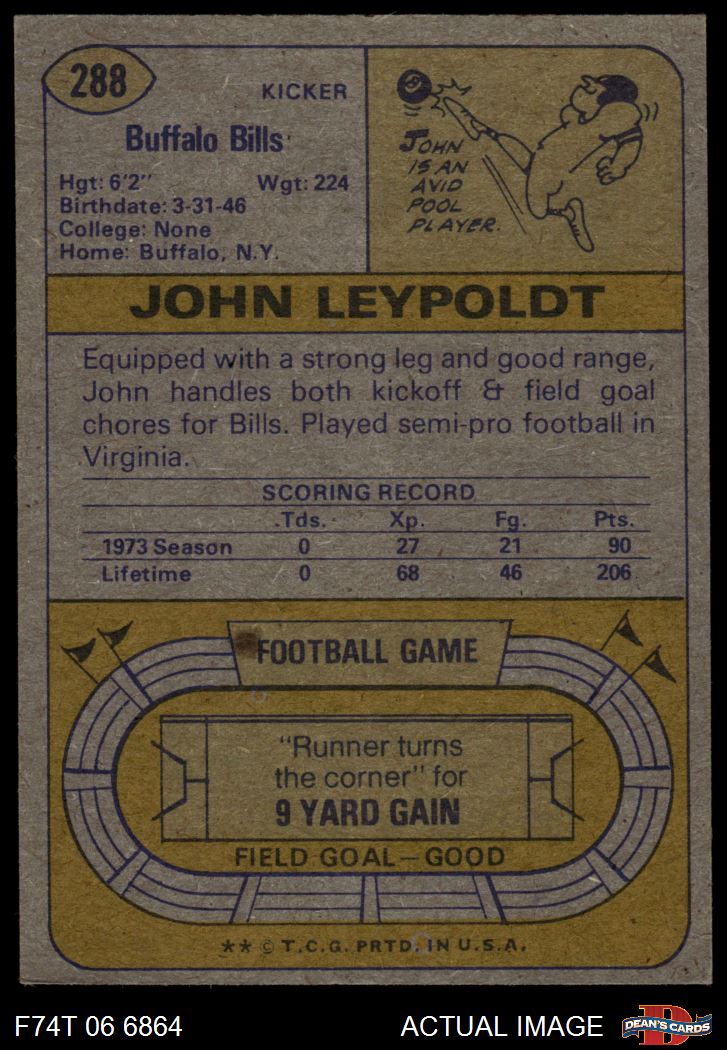 288
KICKER
Buffalo Bills
Hgt: 6'2" Wgt: 224
Birthdate: 3-31-46
College: None
Home: Buffalo, N.Y.
8
JOHN
IS AN
AVID
POOL
PLAYER.
JOHN LEYPOLDT
Equipped with a strong leg and good range,
John handles both kickoff & field goal
chores for Bills. Played semi-pro football in
Virginia.
SCORING RECORD
Tds. Xp. Fg. Pts.
1973 Season 0 27 21 90
Lifetime 0 68 46 206
FOOTBALL GAME
"Runner turns
the corner" for
9 YARD GAIN
FIELD GOAL—GOOD
** © T.C.G. PRTD. IN U.S.A.
F74T 06 6864
ACTUAL IMAGE
D
DEAN'S CARDS